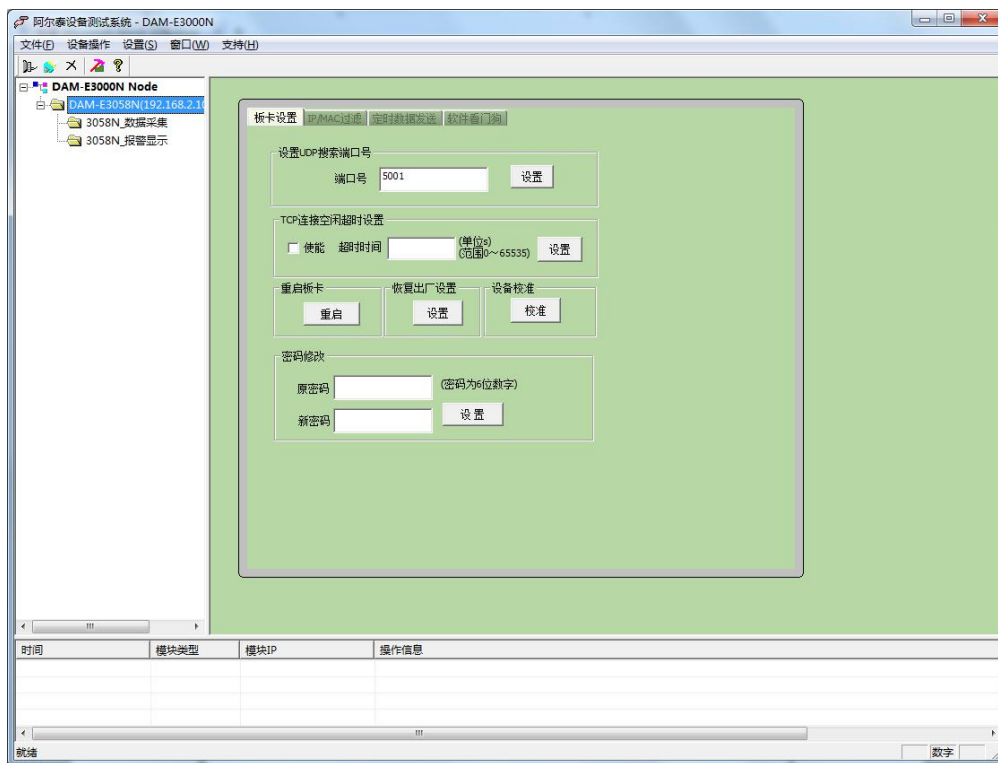 阿尔泰设备测试系统 - DAM-E3000N
文件(F) 设备操作 设置(S) 窗口(W) 支持(H)
DAM-E3000N Node
DAM-E3058N(192.168.2.10
3058N_数据采集
3058N_报警显示
板卡设置 IP/MAC过滤 定时数据发送 软件看门狗
设置UDP搜索端口号
端口号 5001 设置
TCP连接空闲超时设置
使能 超时时间 (单位s) (范围0~65535) 设置
重启板卡 恢复出厂设置 设备校准
重启 设置 校准
密码修改
原密码 (密码为6位数字)
新密码 设置
时间 模块类型 模块IP 操作信息
就绪 数字